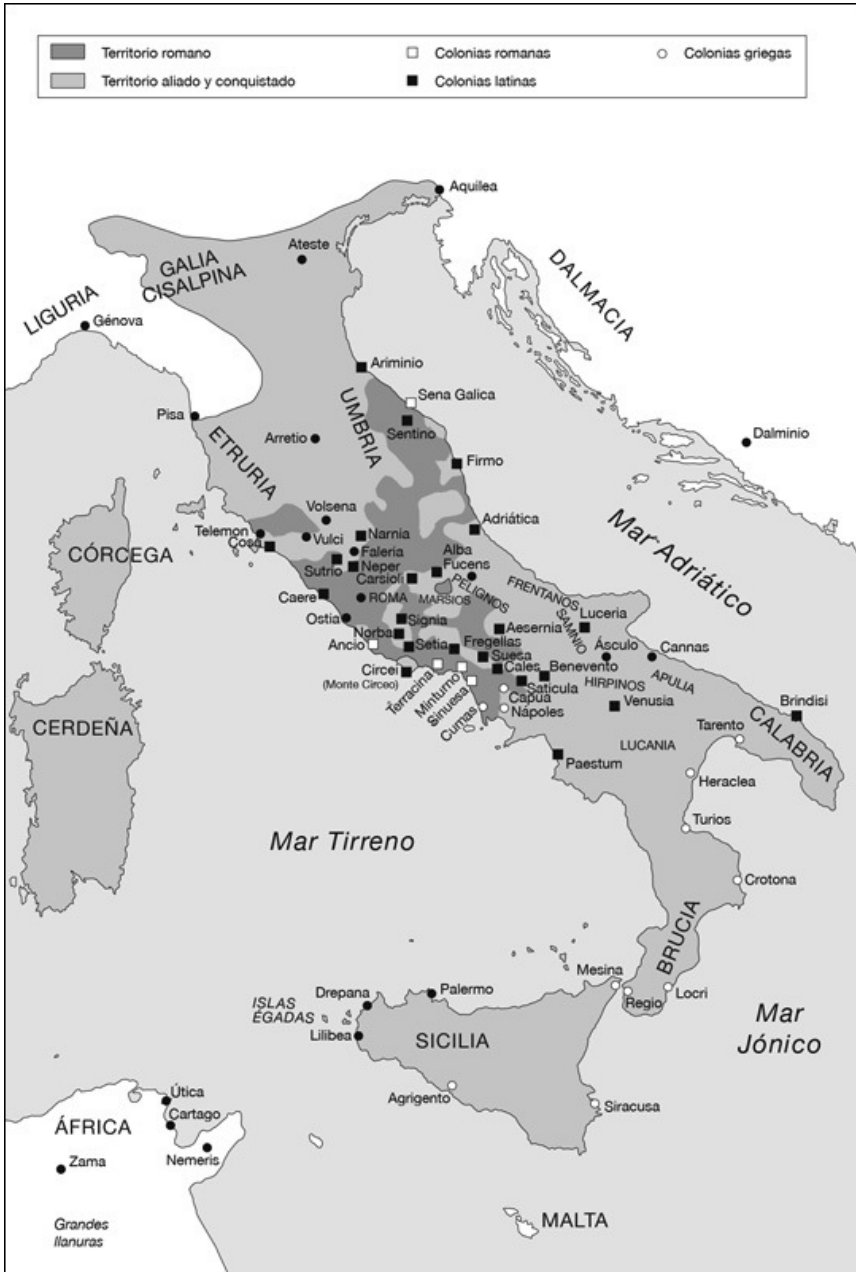 Territorio romano
Territorio aliado y conquistado
Colonias romanas
Colonias latinas
Colonias griegas
Aquilea
Ateste
GALIA
CISALPINA
DALMACIA
LIGURIA
Génova
Ariminio
Sena Galica
UMBRIA
Pisa
Sentino
Arretio
Dalminio
ETRURIA
Firmo
Volsena
Adriática
Telemon
Narnia
Mar Adriático
Cosa
Vulci
Faleria
Alba
Fucens
CÓRCEGA
Sutrio
Neper
Carsioli
PELIGNOS
FRENTANOS
Caere
ROMA
MARSIOS
Luceria
SAMNIO
Ostia
Signia
Aesernia
Norba
Ásculo
Cannas
Ancio
Setia
Fregellas
Suesa
Benevento
APULIA
Circei
(Monte Circeo)
Cales
HIRPINOS
Terracina
Minturno
Saticula
Sinuesa
Capua
Venusia
Brindisi
CERDEÑA
Cumas
Nápoles
Tarento
CALABRIA
LUCANIA
Paestum
Heraclea
Mar Tirreno
Turios
Crotona
BRUCIA
Mesina
Drepana
Palermo
Regio
Locri
ISLAS
ÉGADAS
Mar
Jónico
Lilibea
SICILIA
Útica
Agrigento
Siracusa
Cartago
ÁFRICA
Zama
Nemeris
Grandes
llanuras
MALTA